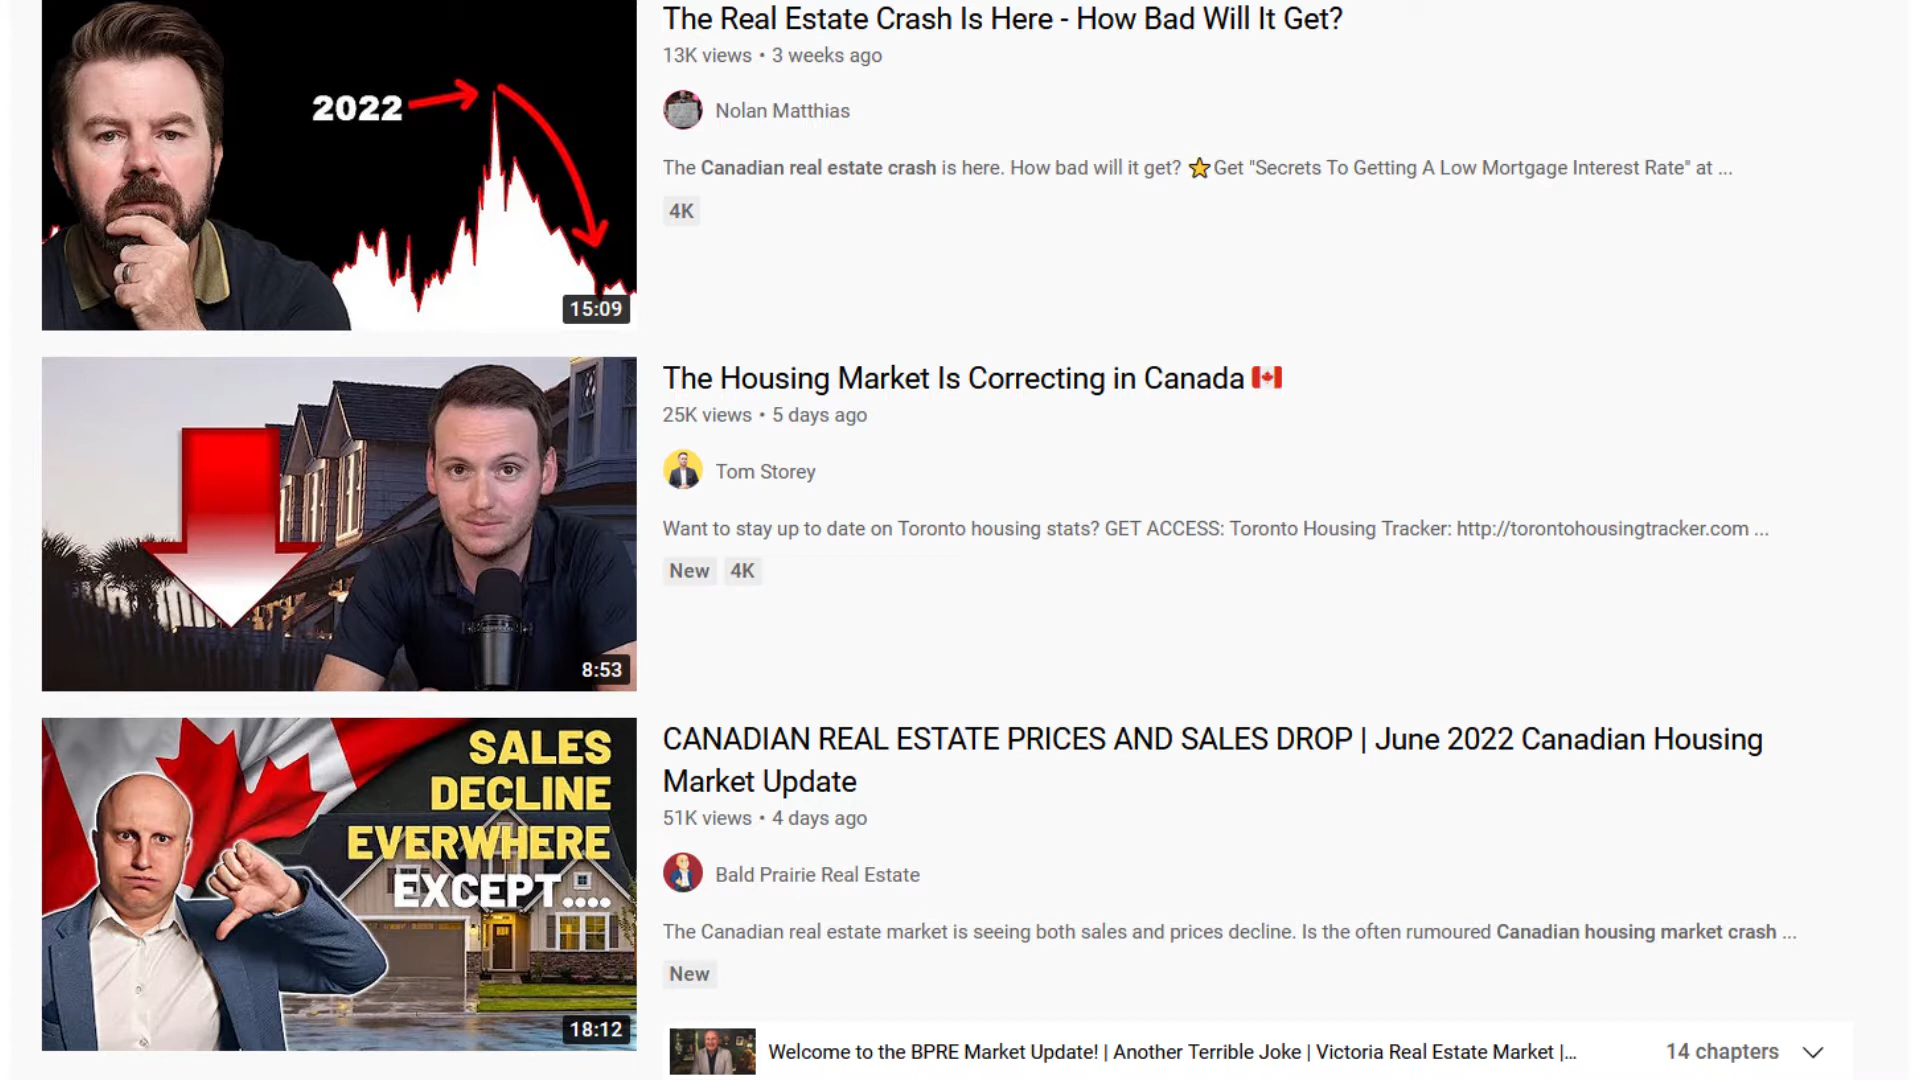 The Real Estate Crash Is Here - How Bad Will It Get?
13K views • 3 weeks ago
2022
Nolan Matthias
The Canadian real estate crash is here. How bad will it get? ⭐Get "Secrets To Getting A Low Mortgage Interest Rate" at ...
4K
15:09
The Housing Market Is Correcting in Canada 🇨🇦
25K views • 5 days ago
Tom Storey
Want to stay up to date on Toronto housing stats? GET ACCESS: Toronto Housing Tracker: http://torontohousingtracker.com ...
New 4K
8:53
SALES
DECLINE
EVERWHERE
EXCEPT....
18:12
CANADIAN REAL ESTATE PRICES AND SALES DROP | June 2022 Canadian Housing
Market Update
51K views • 4 days ago
Bald Prairie Real Estate
The Canadian real estate market is seeing both sales and prices decline. Is the often rumoured Canadian housing market crash ...
New
Welcome to the BPRE Market Update! | Another Terrible Joke | Victoria Real Estate Market |...
14 chapters